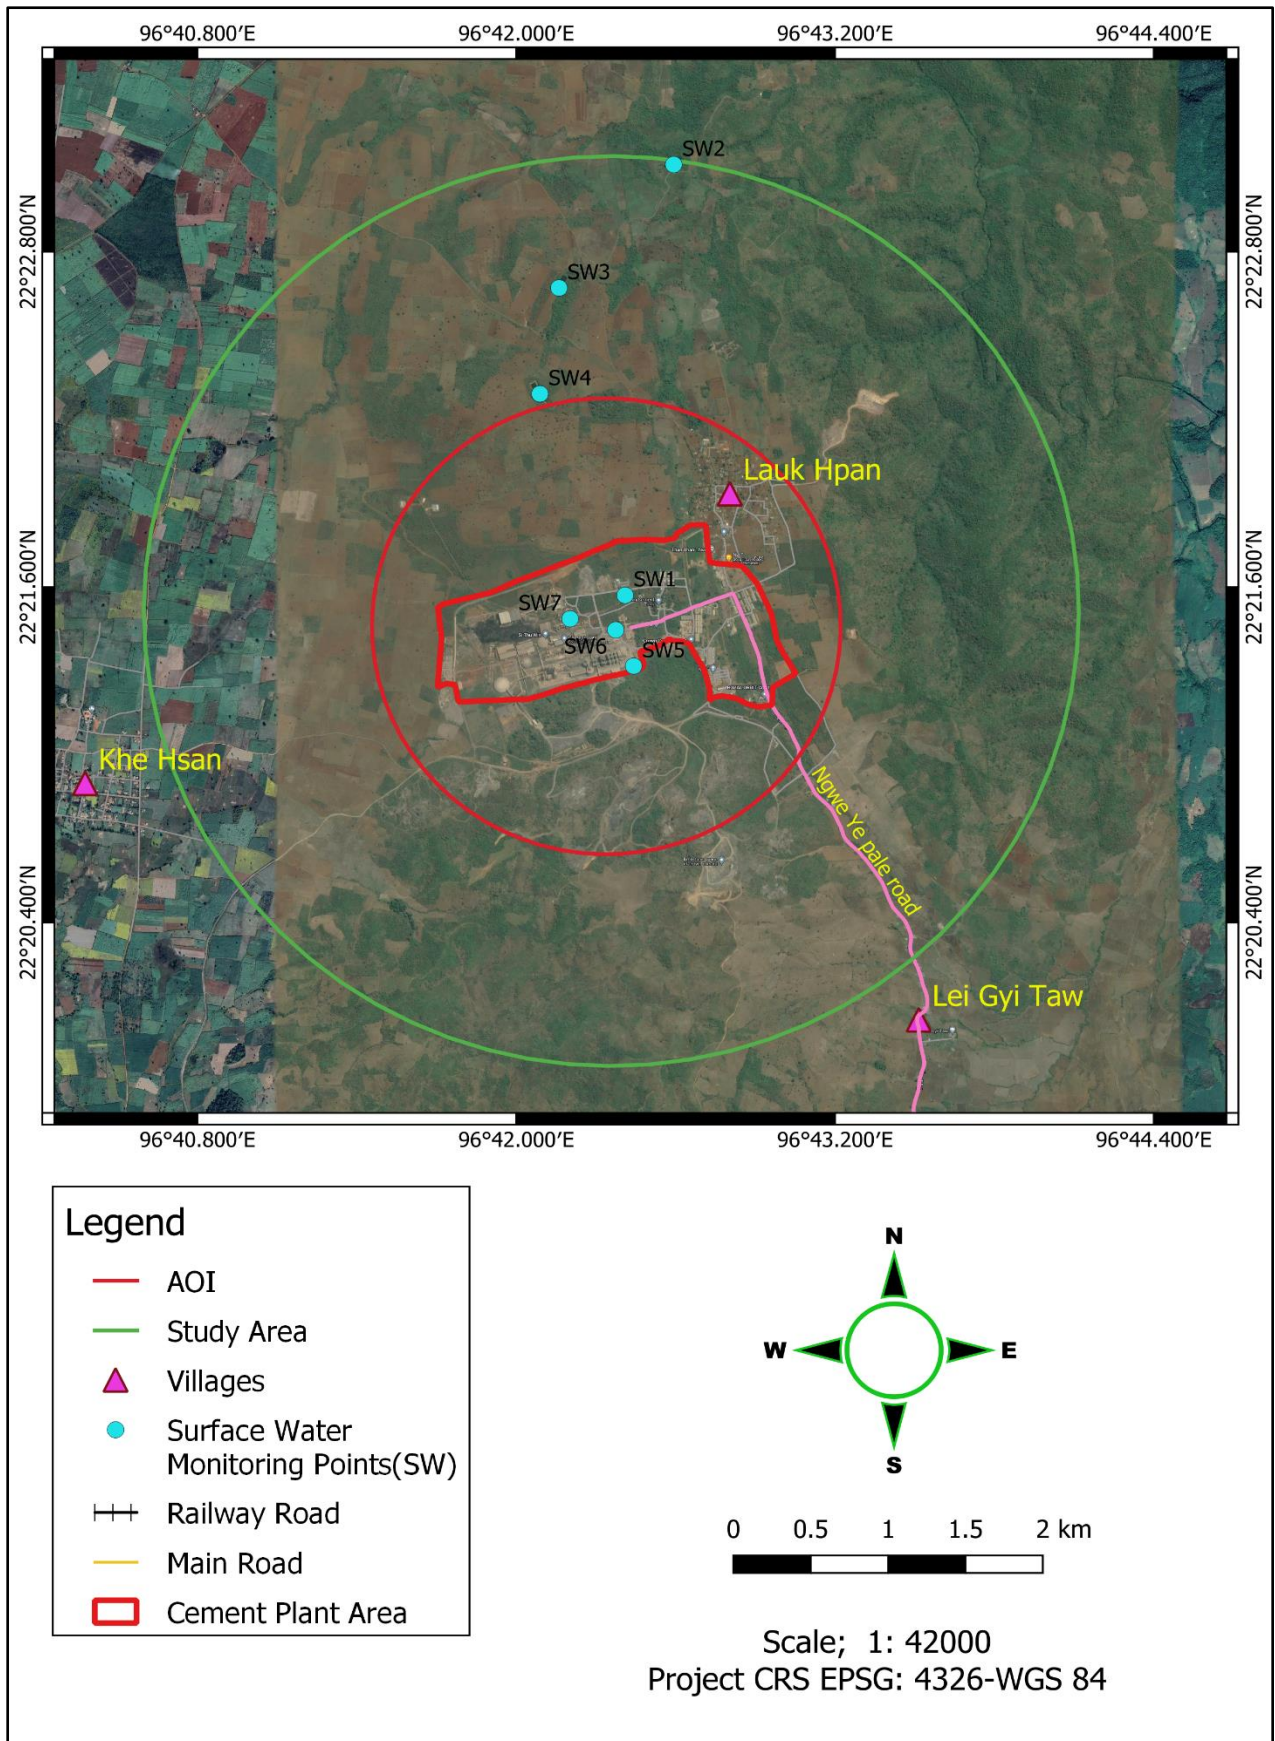 96°40.800′E 96°42.000′E 96°43.200′E 96°44.400′E
SW2
22°22.800′N 22°22.800′N
SW3
SW4
Lauk Hpan
22°21.600′N 22°21.600′N
SW1
SW7
SW6
SW5
Khe Hsan
Ngwe Ye pale road
22°20.400′N 22°20.400′N
Lei Gyi Taw
96°40.800′E 96°42.000′E 96°43.200′E 96°44.400′E
Legend
AOI
Study Area
Villages
Surface Water
Monitoring Points(SW)
Railway Road
Main Road
Cement Plant Area
N
W E
S
0 0.5 1 1.5 2 km
Scale; 1: 42000
Project CRS EPSG: 4326-WGS 84